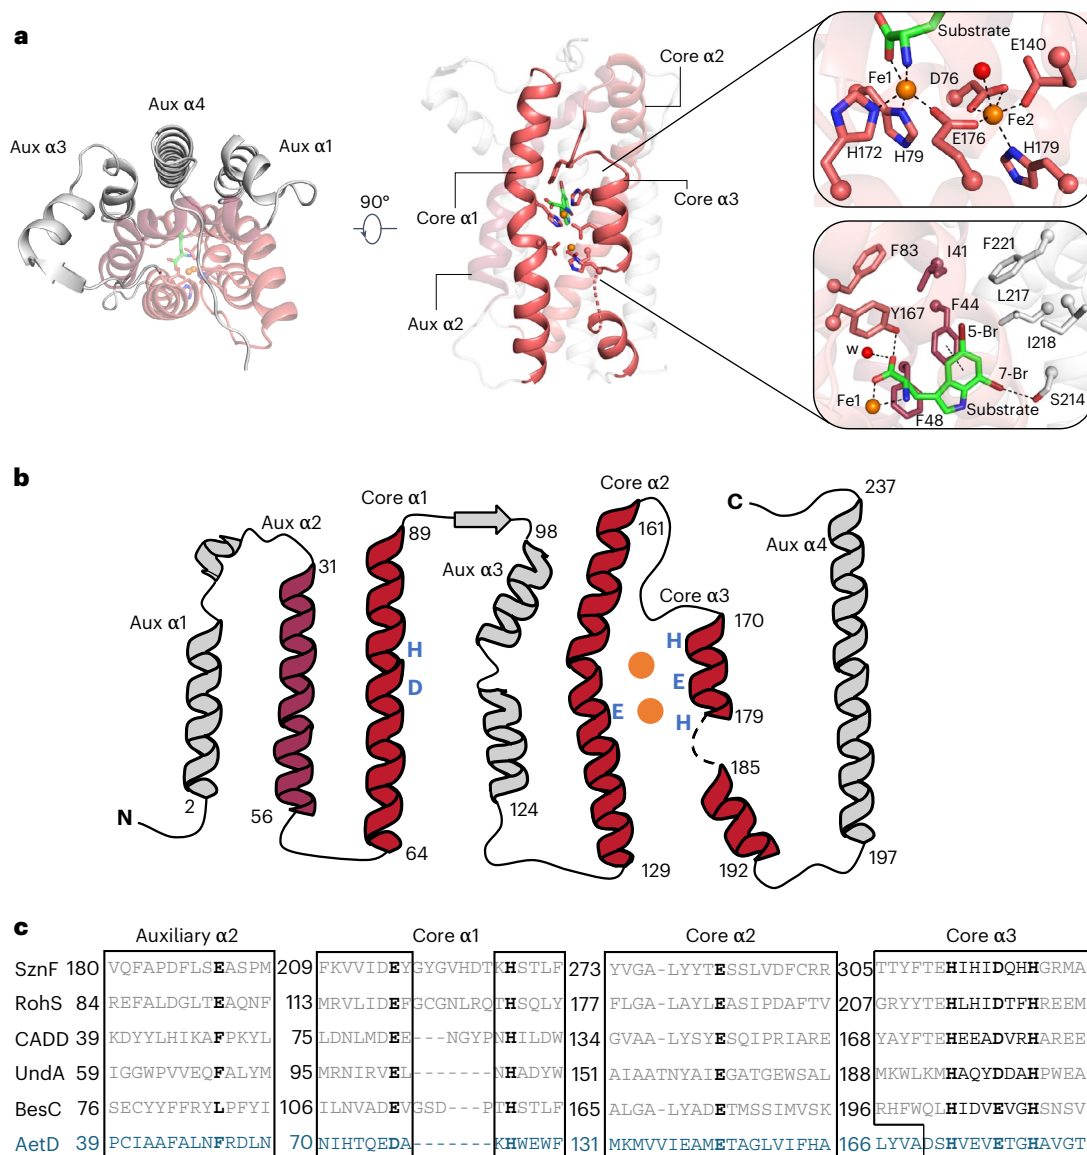 a
Aux α4
Aux α3
Aux α1
90°
Core α2
Core α1
Core α3
Aux α2
Substrate
E140
Fe1
D76
Fe2
E176
H172
H79
H179
F83
I41
F221
L217
Y167
F44
5-Br
I218
w
7-Br
Fe1
Substrate
S214
F48
b
Core α2
Core α1
C
237
Aux α2
89
98
161
Aux α4
31
Aux α3
Core α3
Aux α1
170
H
H
D
E
E
H
179
185
2
N
56
124
64
129
192
197
c
Auxiliary α2 Core α1 Core α2 Core α3
SznF 180 VQFAPDFLSEASPM 209 FKVVIDEYGYGVHDTKHSTLF 273 YVGA-LYYTESSLVDFCRR 305 TTYFTEHIHIDQHHGRMA
RohS 84 REFALDGLTEAQNF 113 MRVLIDEFGCGNLRQTHSQLY 177 FLGA-LAYLEASIPDAFTV 207 GRYYTEHLHIDTFHREEM
CADD 39 KDYYLHIKAFPKYL 75 LDNLMDEE---NGYPNHILDW 134 GVAA-LYSYESQIPRIARE 168 YAYFTEHEEADVRHAREE
UndA 59 IGGWPVVEQFALYM 95 MRNIRVEL-------NHADYW 151 AIAATNYAIEGATGEWSAL 188 MKWLKMHAQYDDAHPWEA
BesC 76 SECYYFFRYLPFYI 106 ILNVADEVGSD---PTHSTLF 165 ALGA-LYADETMSSIMVSK 196 RHFWQLHIDVEVGHSNSV
AetD 39 PCIAAFALNFRDLN 70 NIHTQEDA-------KHWEWF 131 MKMVVIEAMETAGLVIFHA 166 LYVADSHVEVETGHAVGT